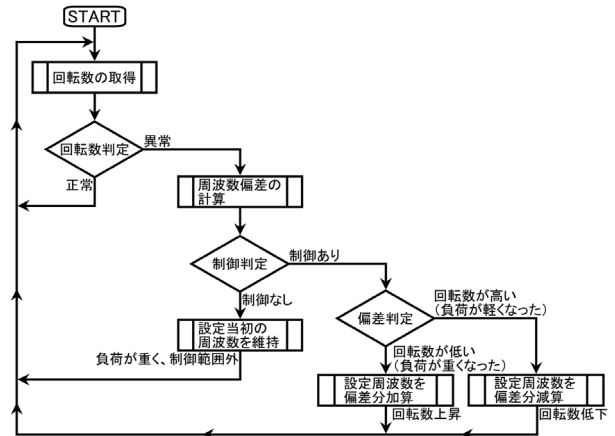 START
回転数の取得
回転数判定
異常
正常
周波数偏差の
計算
制御判定
制御あり
制御なし
設定当初の
周波数を維持
負荷が重く、制御範囲外
偏差判定
回転数が高い
（負荷が軽くなった）
回転数が低い
（負荷が重くなった）
設定周波数を
偏差分加算
設定周波数を
偏差分減算
回転数上昇
回転数低下